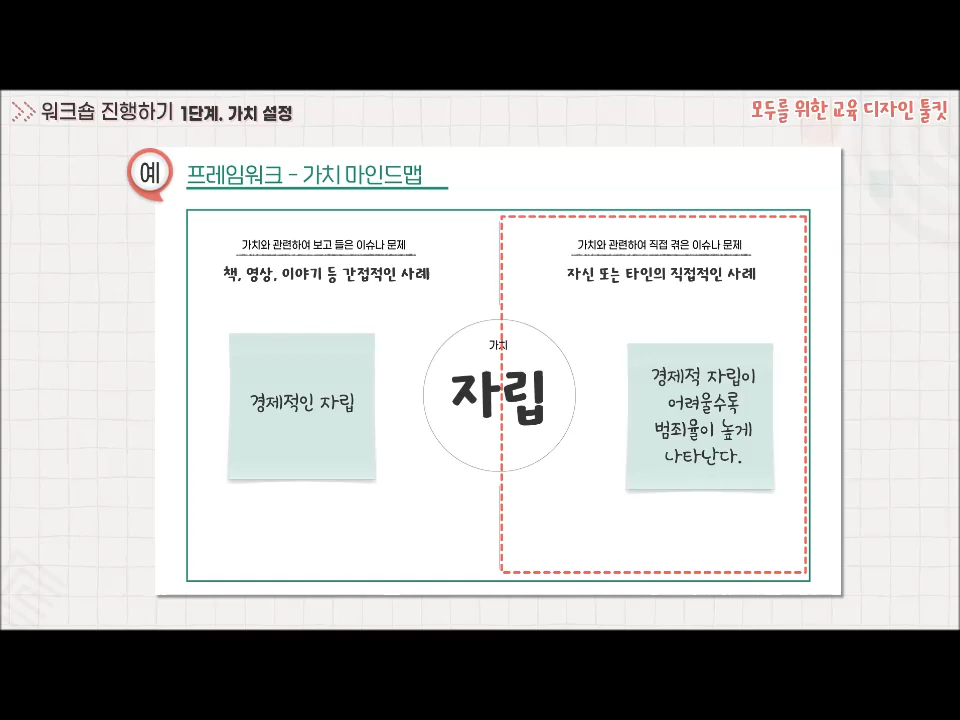 워크숍 진행하기 1단계. 가치 설정
모두를 위한 교육 디자인 툴킷
예
프레임워크 - 가치 마인드맵
가치와 관련하여 보고 들은 이슈나 문제
책, 영상, 이야기 등 간접적인 사례
가치와 관련하여 직접 겪은 이슈나 문제
자신 또는 타인의 직접적인 사례
경제적인 자립
가치
자립
경제적 자립이
어려울수록
범죄율이 높게
나타난다.